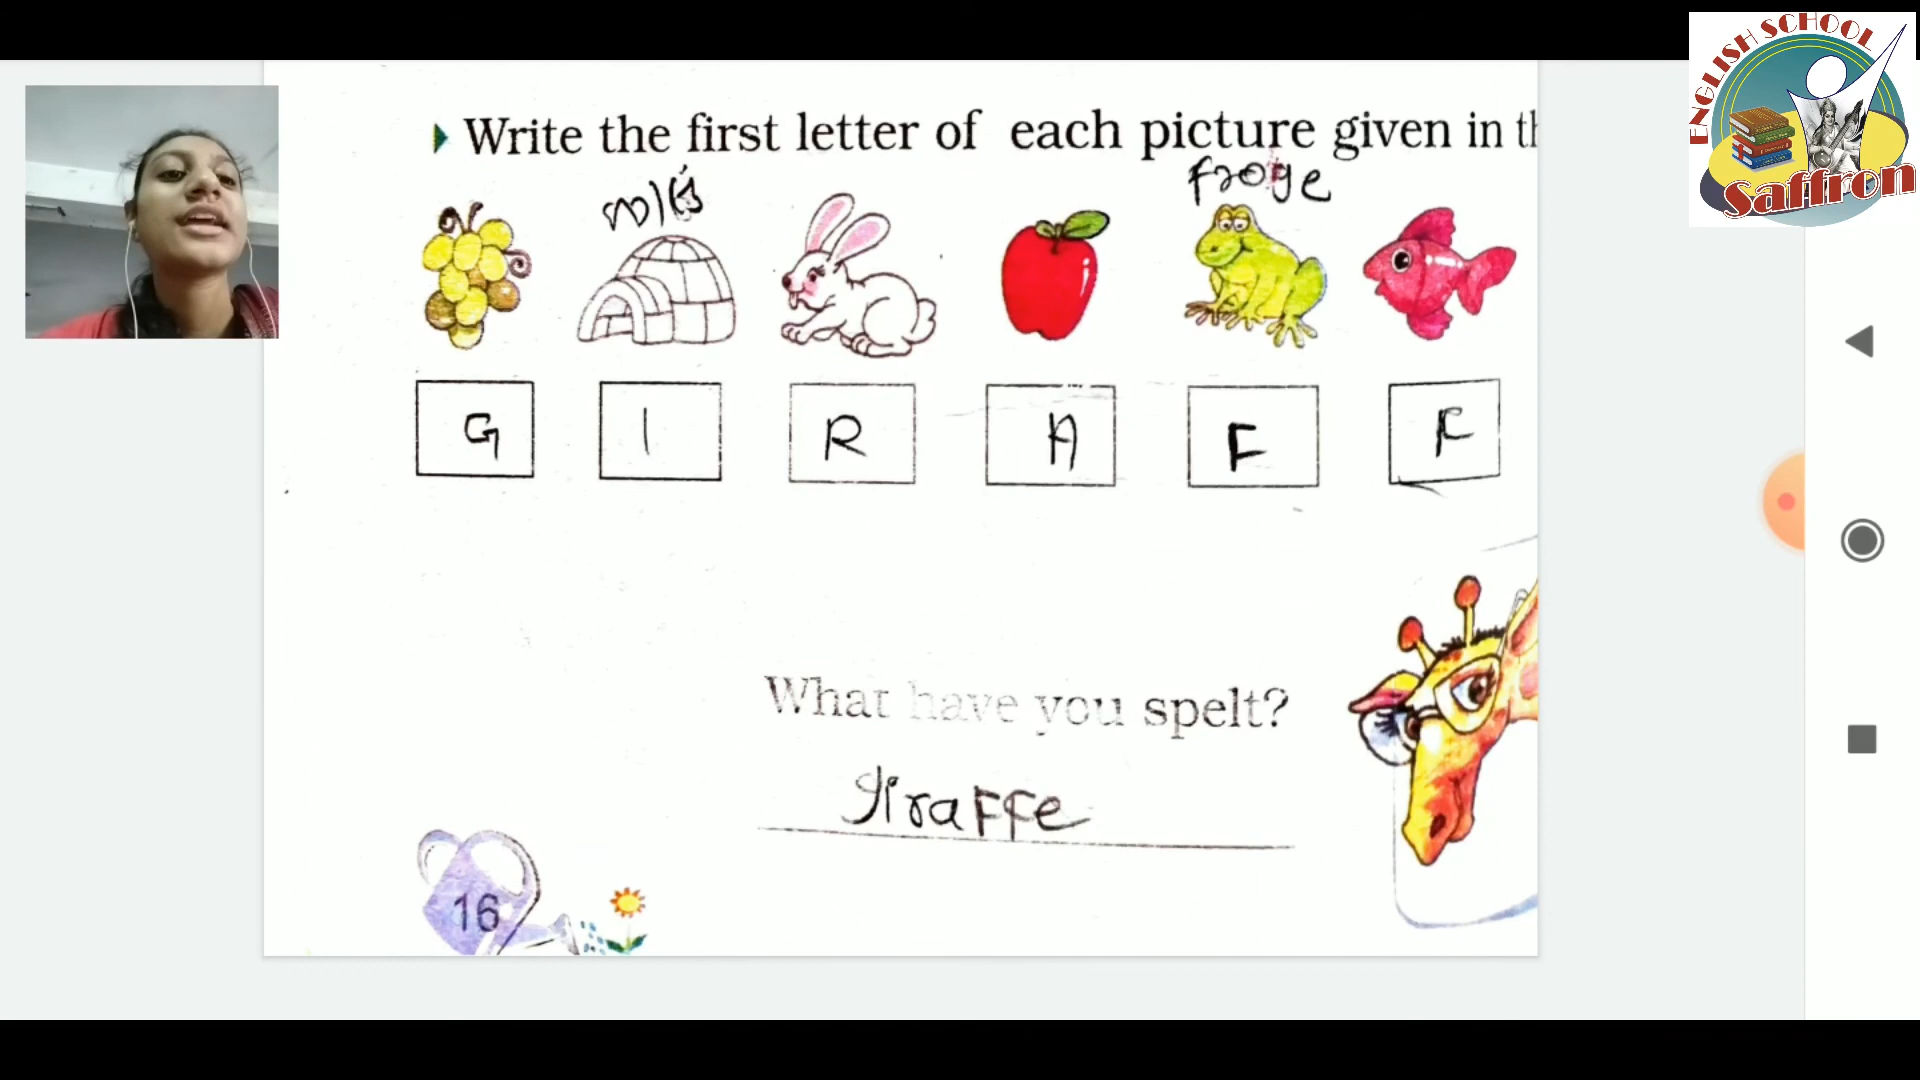 Write the first letter of each picture given in th
froge
G I R A F F
What have you spelt?
giraffe
16
ENGLISH SCHOOL
Saffron